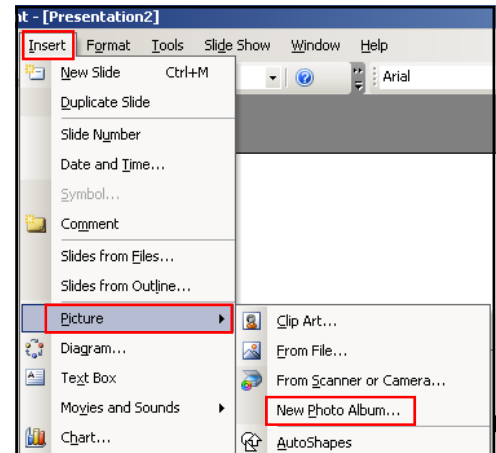 nt - [Presentation2]
Insert Format Tools Slide Show Window Help
New Slide Ctrl+M
Arial
Duplicate Slide
Slide Number
Date and Time...
Symbol...
Comment
Slides from Files...
Slides from Outline...
Picture
Clip Art...
Diagram...
From File...
Text Box
From Scanner or Camera...
Movies and Sounds
New Photo Album...
Chart...
AutoShapes